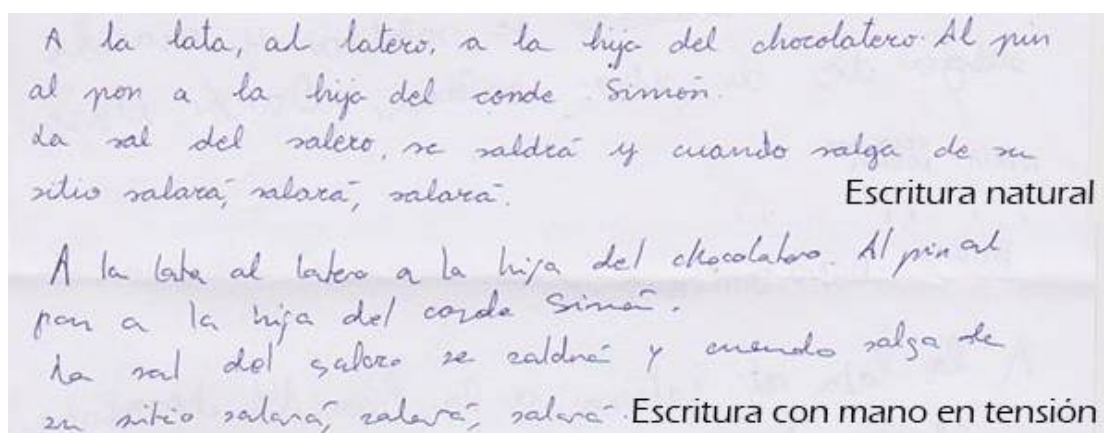 A la lata, al latero, a la hija del chocolatero. Al pin
al pon a la hija del conde Simón.
La sal del salero, se saldrá y cuando salga de su
sitio salará, salará, salará.
Escritura natural
A la lata al latero a la hija del chocolatero. Al pin al
pon a la hija del conde Simón.
La sal del salero se saldrá y cuando salga de
su sitio salará, salará, salará.
Escritura con mano en tensión